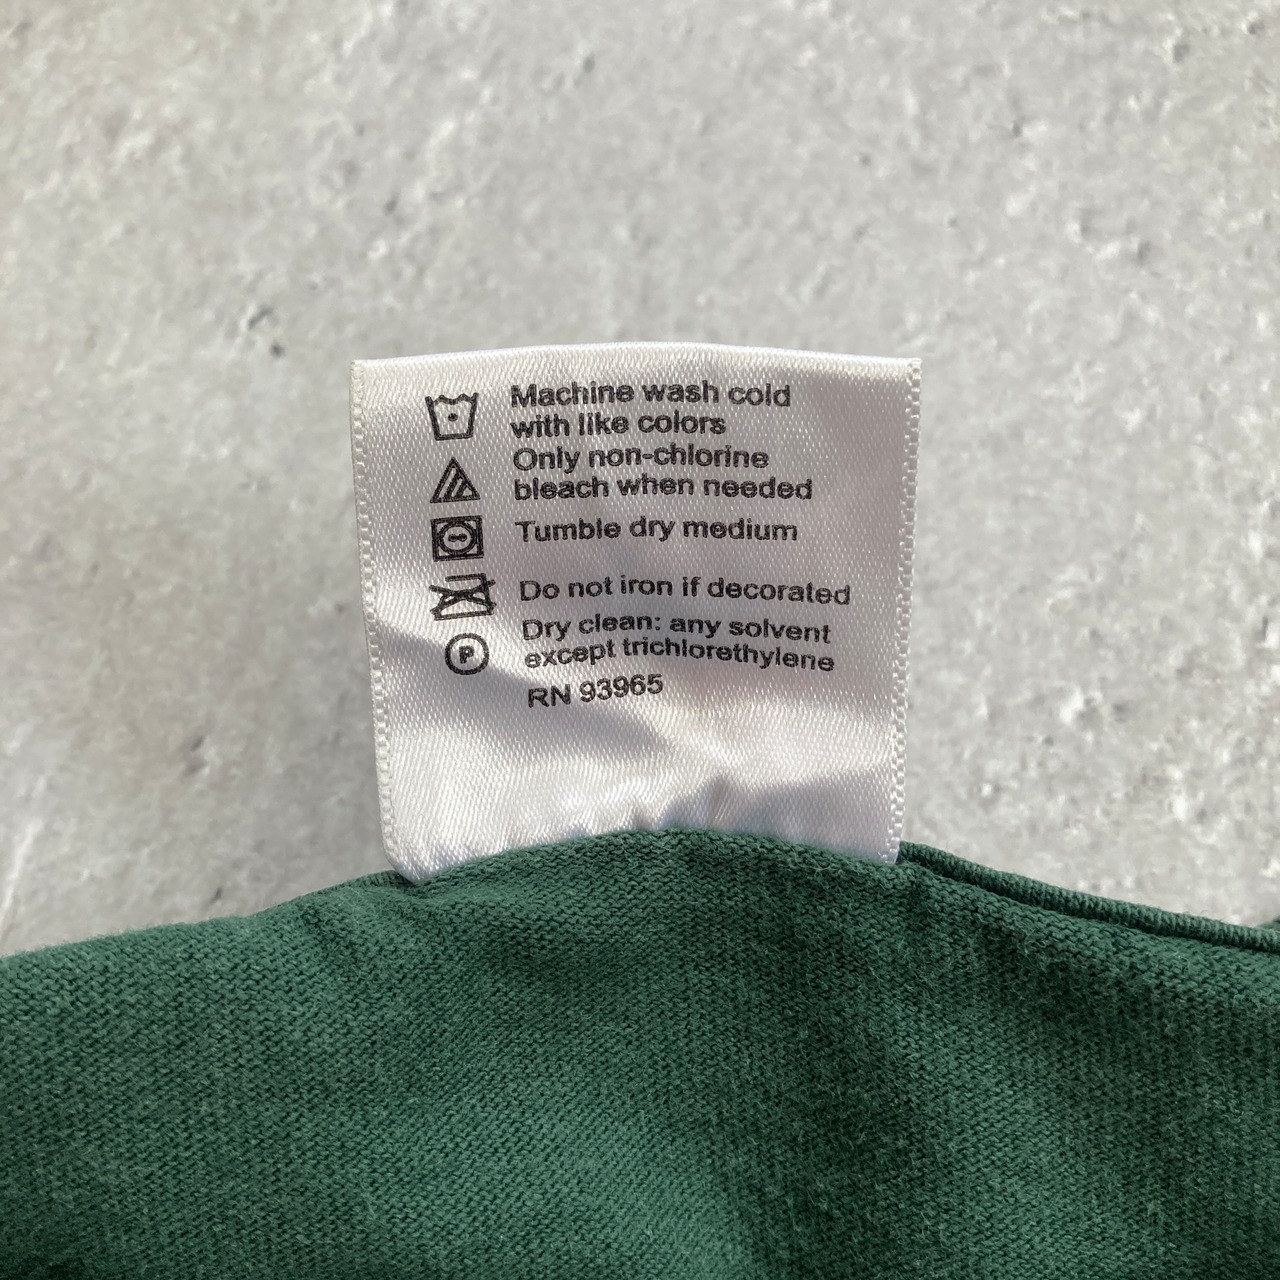 Machine wash cold
with like colors
Only non-chlorine
bleach when needed
Tumble dry medium
Do not iron if decorated
P
Dry clean: any solvent
except trichlorethylene
RN 93965